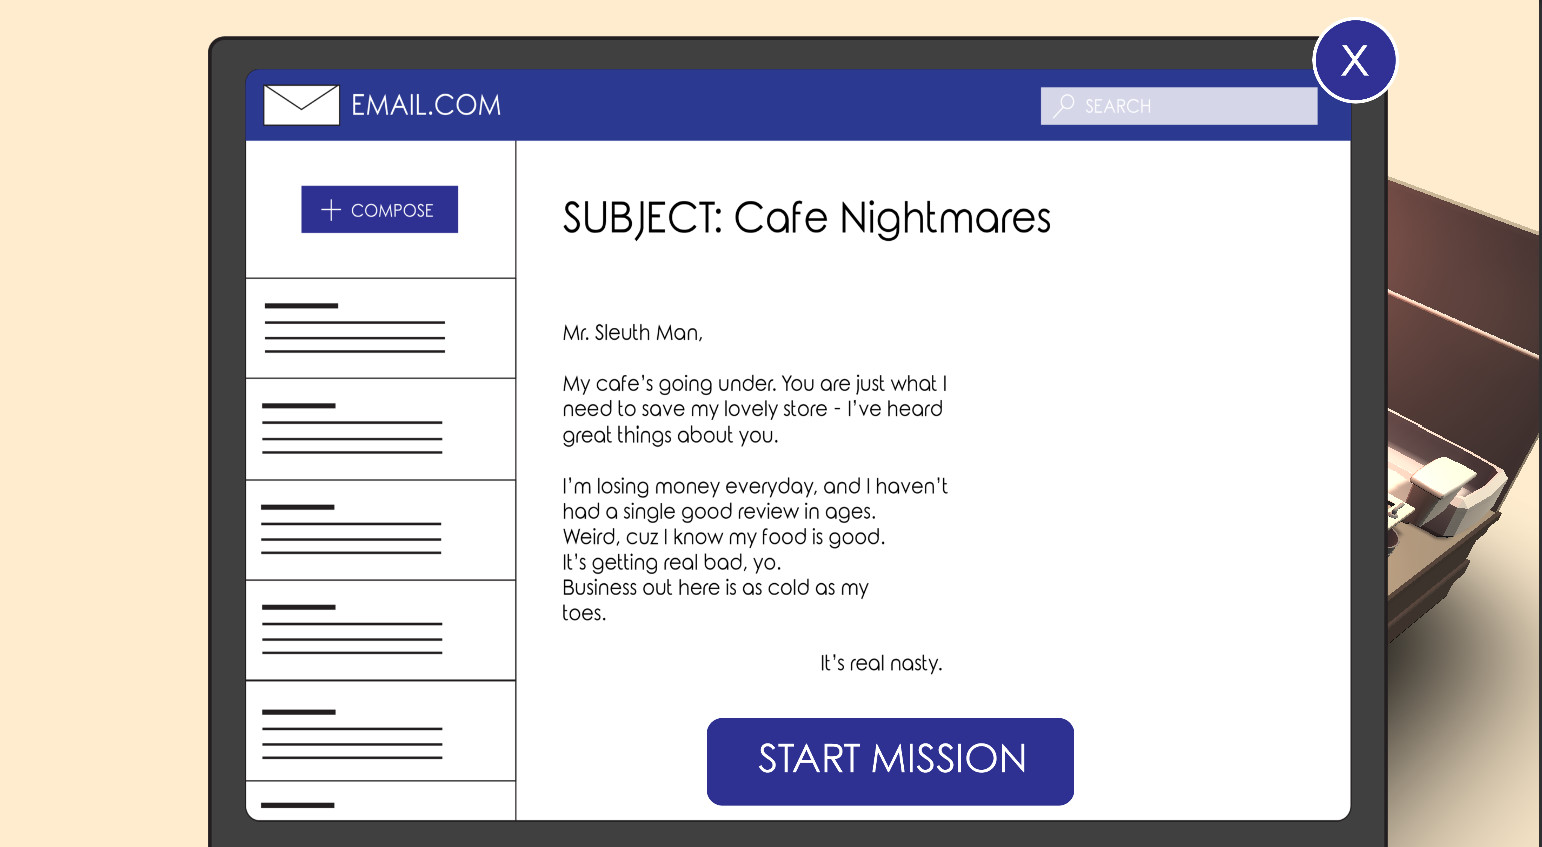 X
EMAIL.COM
SEARCH
COMPOSE
SUBJECT: Cafe Nightmares
Mr. Sleuth Man,
My cafe's going under. You are just what I
need to save my lovely store - I've heard
great things about you.
I'm losing money everyday, and I haven't
had a single good review in ages.
Weird, cuz I know my food is good.
It's getting real bad, yo.
Business out here is as cold as my
toes.
It's real nasty.
START MISSION